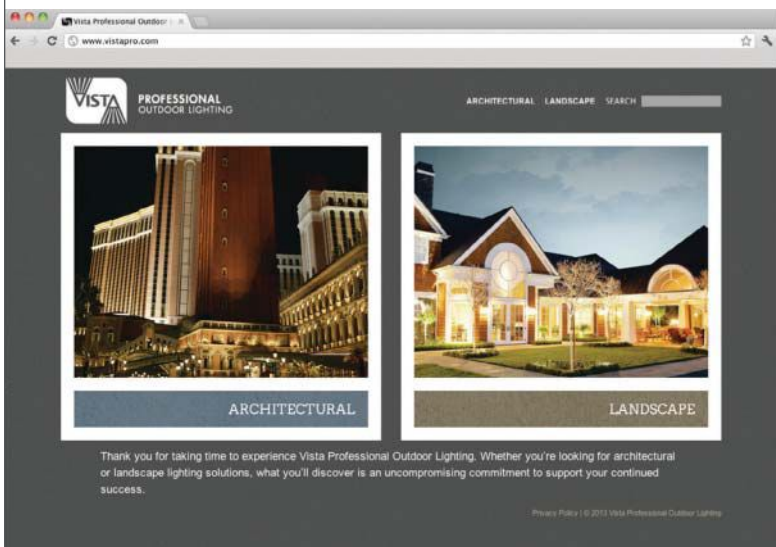 Vista Professional Outdoor L
www.vistapro.com
VISTA PROFESSIONAL
OUTDOOR LIGHTING
ARCHITECTURAL LANDSCAPE SEARCH
ARCHITECTURAL
LANDSCAPE
Thank you for taking time to experience Vista Professional Outdoor Lighting. Whether you're looking for architectural
or landscape lighting solutions, what you'll discover is an uncompromising commitment to support your continued
success.
Privacy Policy | © 2013 Vista Professional Outdoor Lighting